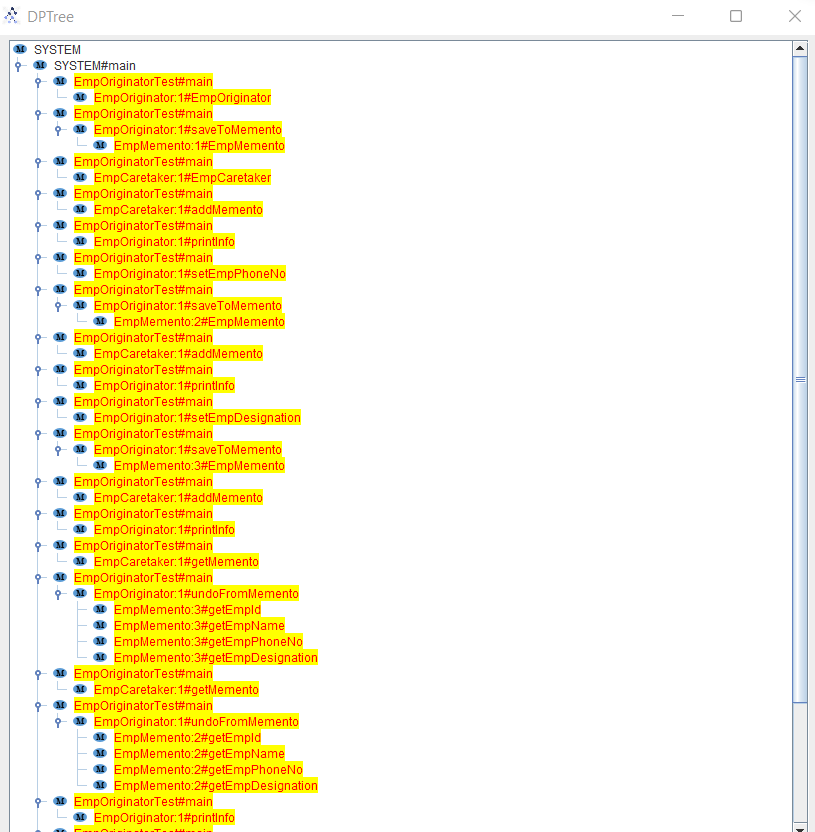 DPTree
SYSTEM
SYSTEM#main
EmpOriginatorTest#main
EmpOriginator:1#EmpOriginator
EmpOriginatorTest#main
EmpOriginator:1#saveToMemento
EmpMemento:1#EmpMemento
EmpOriginatorTest#main
EmpCaretaker:1#EmpCaretaker
EmpOriginatorTest#main
EmpCaretaker:1#addMemento
EmpOriginatorTest#main
EmpOriginator:1#printInfo
EmpOriginatorTest#main
EmpOriginator:1#setEmpPhoneNo
EmpOriginatorTest#main
EmpOriginator:1#saveToMemento
EmpMemento:2#EmpMemento
EmpOriginatorTest#main
EmpCaretaker:1#addMemento
EmpOriginatorTest#main
EmpOriginator:1#printInfo
EmpOriginatorTest#main
EmpOriginator:1#setEmpDesignation
EmpOriginatorTest#main
EmpOriginator:1#saveToMemento
EmpMemento:3#EmpMemento
EmpOriginatorTest#main
EmpCaretaker:1#addMemento
EmpOriginatorTest#main
EmpOriginator:1#printInfo
EmpOriginatorTest#main
EmpCaretaker:1#getMemento
EmpOriginatorTest#main
EmpOriginator:1#undoFromMemento
EmpMemento:3#getEmpId
EmpMemento:3#getEmpName
EmpMemento:3#getEmpPhoneNo
EmpMemento:3#getEmpDesignation
EmpOriginatorTest#main
EmpCaretaker:1#getMemento
EmpOriginatorTest#main
EmpOriginator:1#undoFromMemento
EmpMemento:2#getEmpId
EmpMemento:2#getEmpName
EmpMemento:2#getEmpPhoneNo
EmpMemento:2#getEmpDesignation
EmpOriginatorTest#main
EmpOriginator:1#printInfo